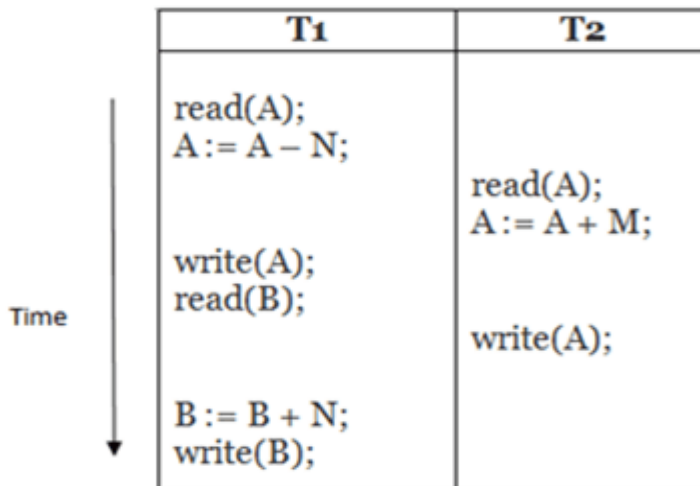 T1 T2
read(A);
A := A – N;
read(A);
A := A + M;
write(A);
read(B);
Time
write(A);
B := B + N;
write(B);